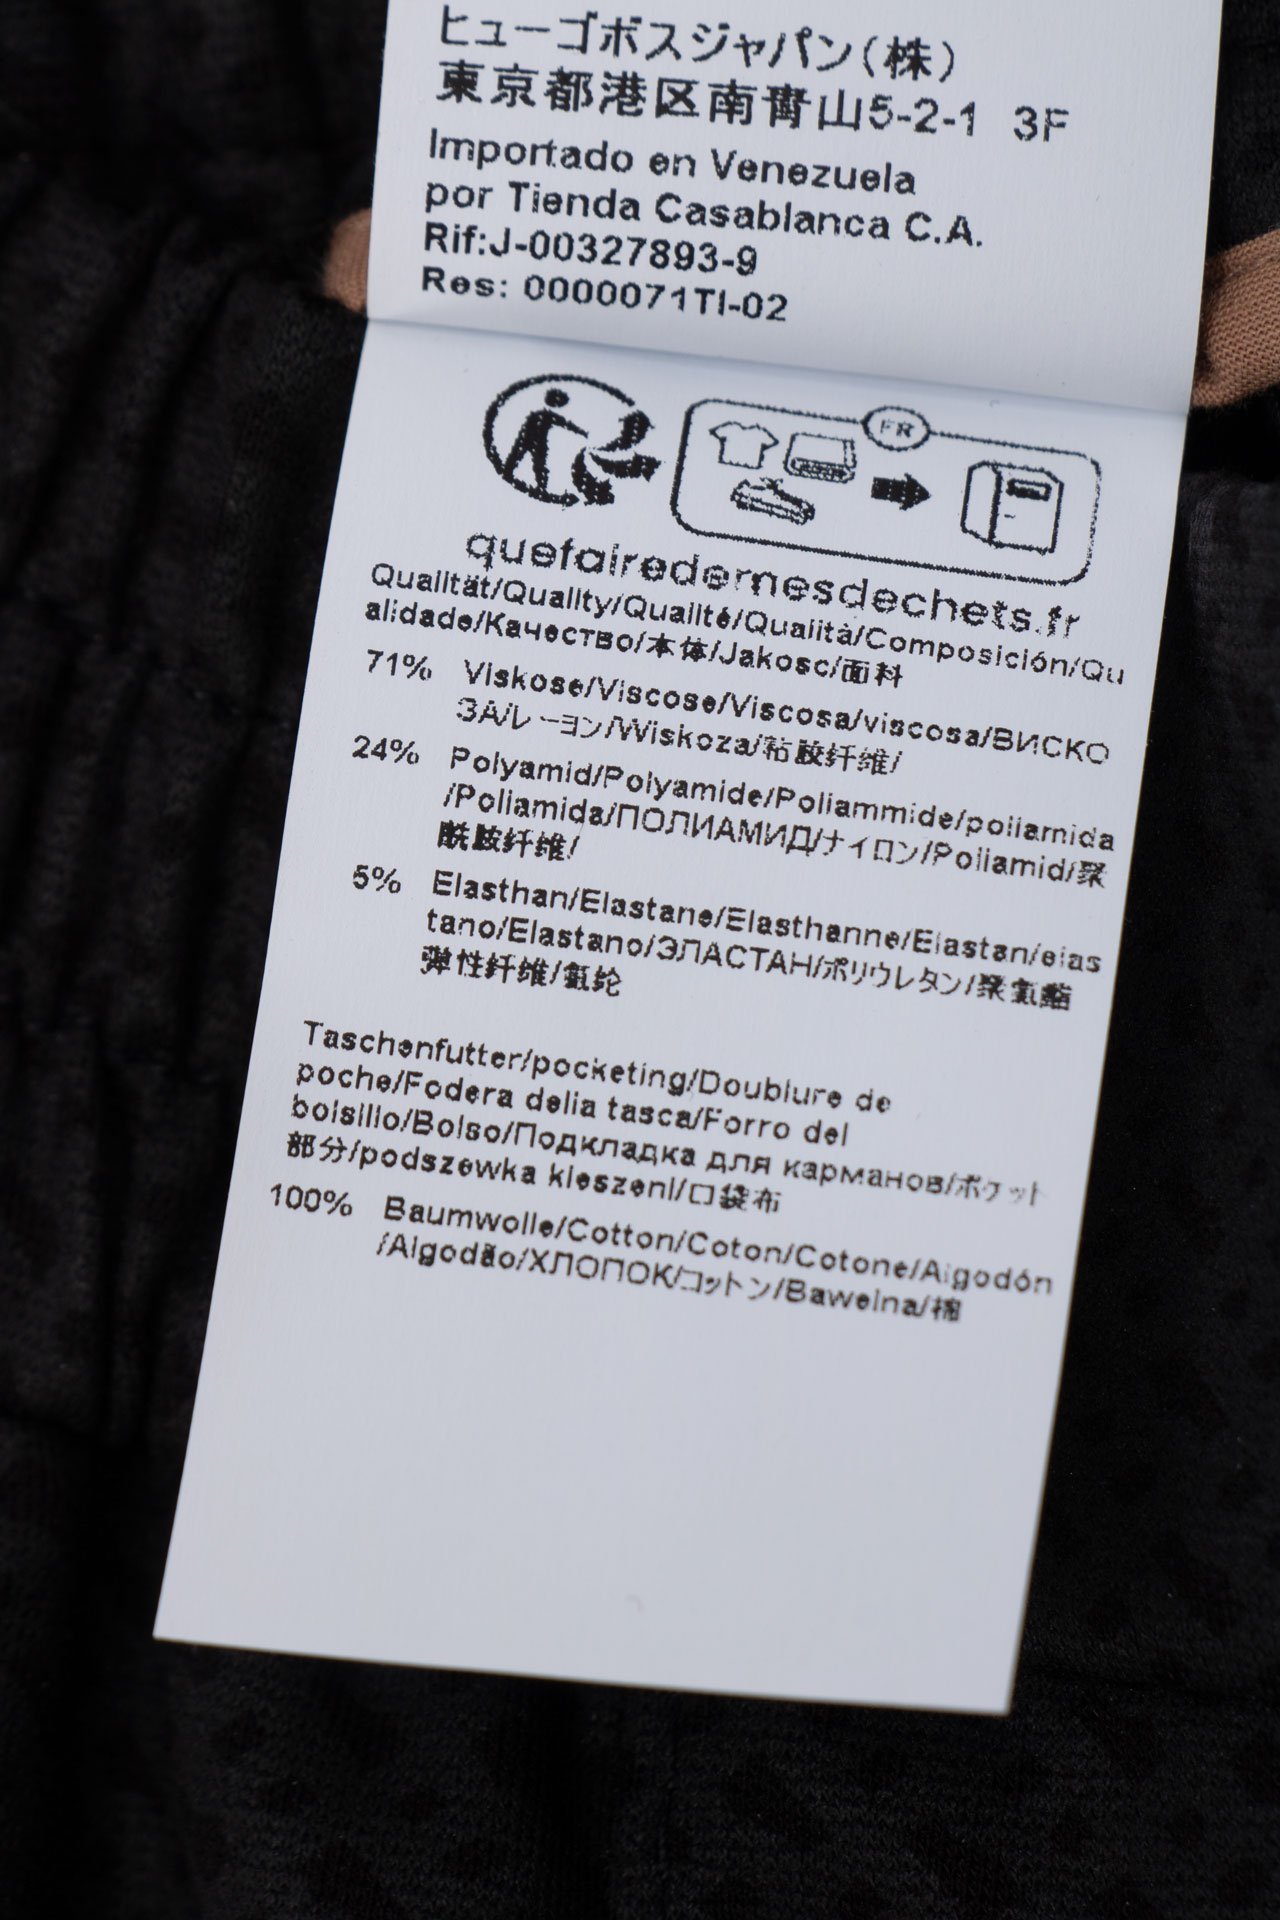 ヒューゴボスジャパン(株)
東京都港区南青山5-2-1 3F
Importado en Venezuela
por Tienda Casablanca C.A.
Rif:J-00327893-9
Res: 0000071TI-02
FR
quefairedemesdechets.fr
Qualität/Quality/Qualité/Qualità/Composición/Qu
alidade/Качество/本体/Jakosc/面料
71% Viskose/Viscose/Viscosa/viscosa/ВИСКО
ЗА/レーヨン/Wiskoza/粘胶纤维/
24% Polyamid/Polyamide/Poliammide/poliamida
/Poliamida/ПОЛИАМИД/ナイロン/Poliamid/聚
酰胺纤维/
5% Elasthan/Elastane/Elasthanne/Elastan/elas
tano/Elastano/ЭЛАСТАН/ポリウレタン/聚氨酯
弹性纤维/氨纶
Taschenfutter/pocketing/Doublure de
poche/Fodera della tasca/Forro del
bolsillo/Bolso/Подкладка для карманов/ポケット
部分/podszewka kieszeni/口袋布
100% Baumwolle/Cotton/Coton/Cotone/Algodón
/Algodão/ХЛОПОК/コットン/Bawelna/棉